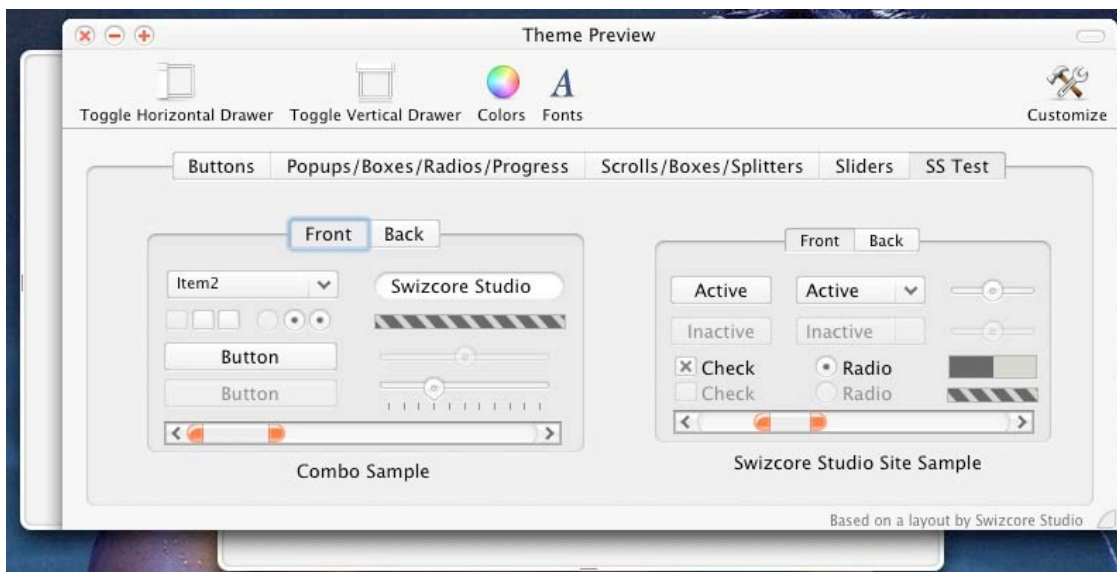 Theme Preview
Toggle Horizontal Drawer Toggle Vertical Drawer Colors Fonts Customize
Buttons Popups/Boxes/Radios/Progress Scrolls/Boxes/Splitters Sliders SS Test
Front Back
Item2 Swizcore Studio
Button
Button
Combo Sample
Front Back
Active Active
Inactive Inactive
Check Radio
Check Radio
Swizcore Studio Site Sample
Based on a layout by Swizcore Studio